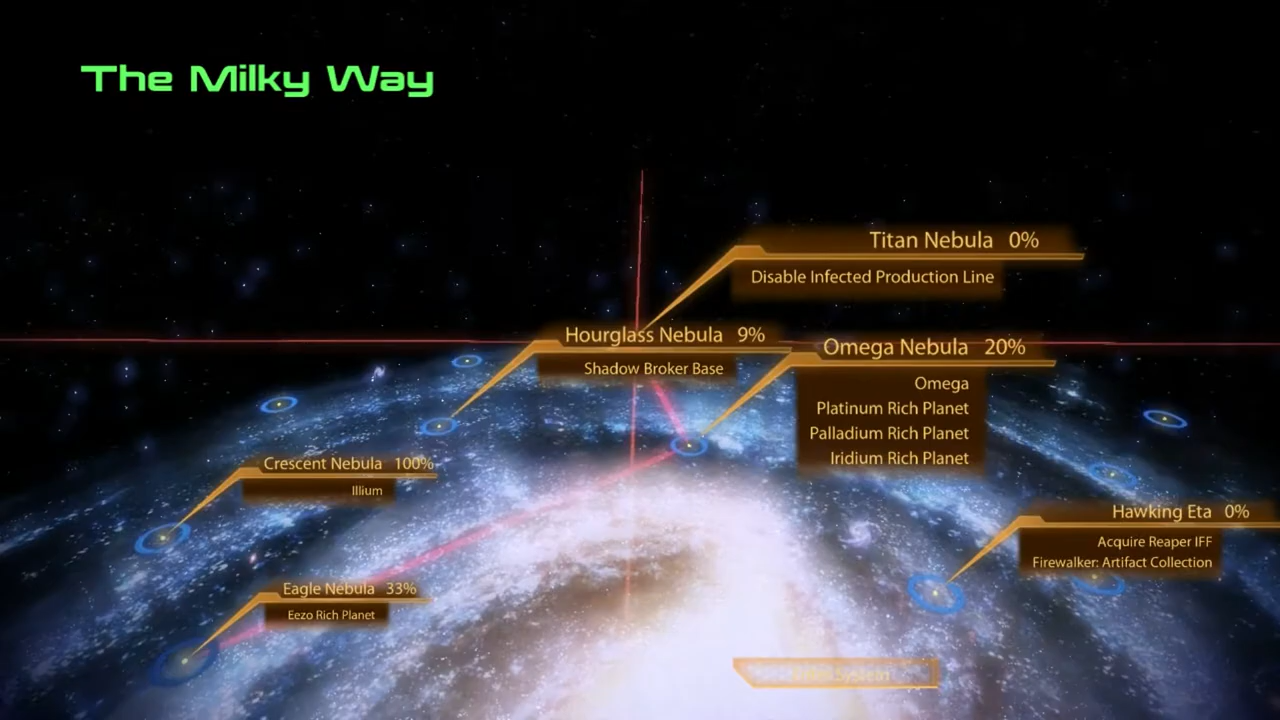 The Milky Way
Titan Nebula 0%
Disable Infected Production Line
Hourglass Nebula 9%
Shadow Broker Base
Omega Nebula 20%
Omega
Platinum Rich Planet
Palladium Rich Planet
Iridium Rich Planet
Crescent Nebula 100%
Illium
Hawking Eta 0%
Acquire Reaper IFF
Firewalker: Artifact Collection
Eagle Nebula 33%
Eezo Rich Planet
System